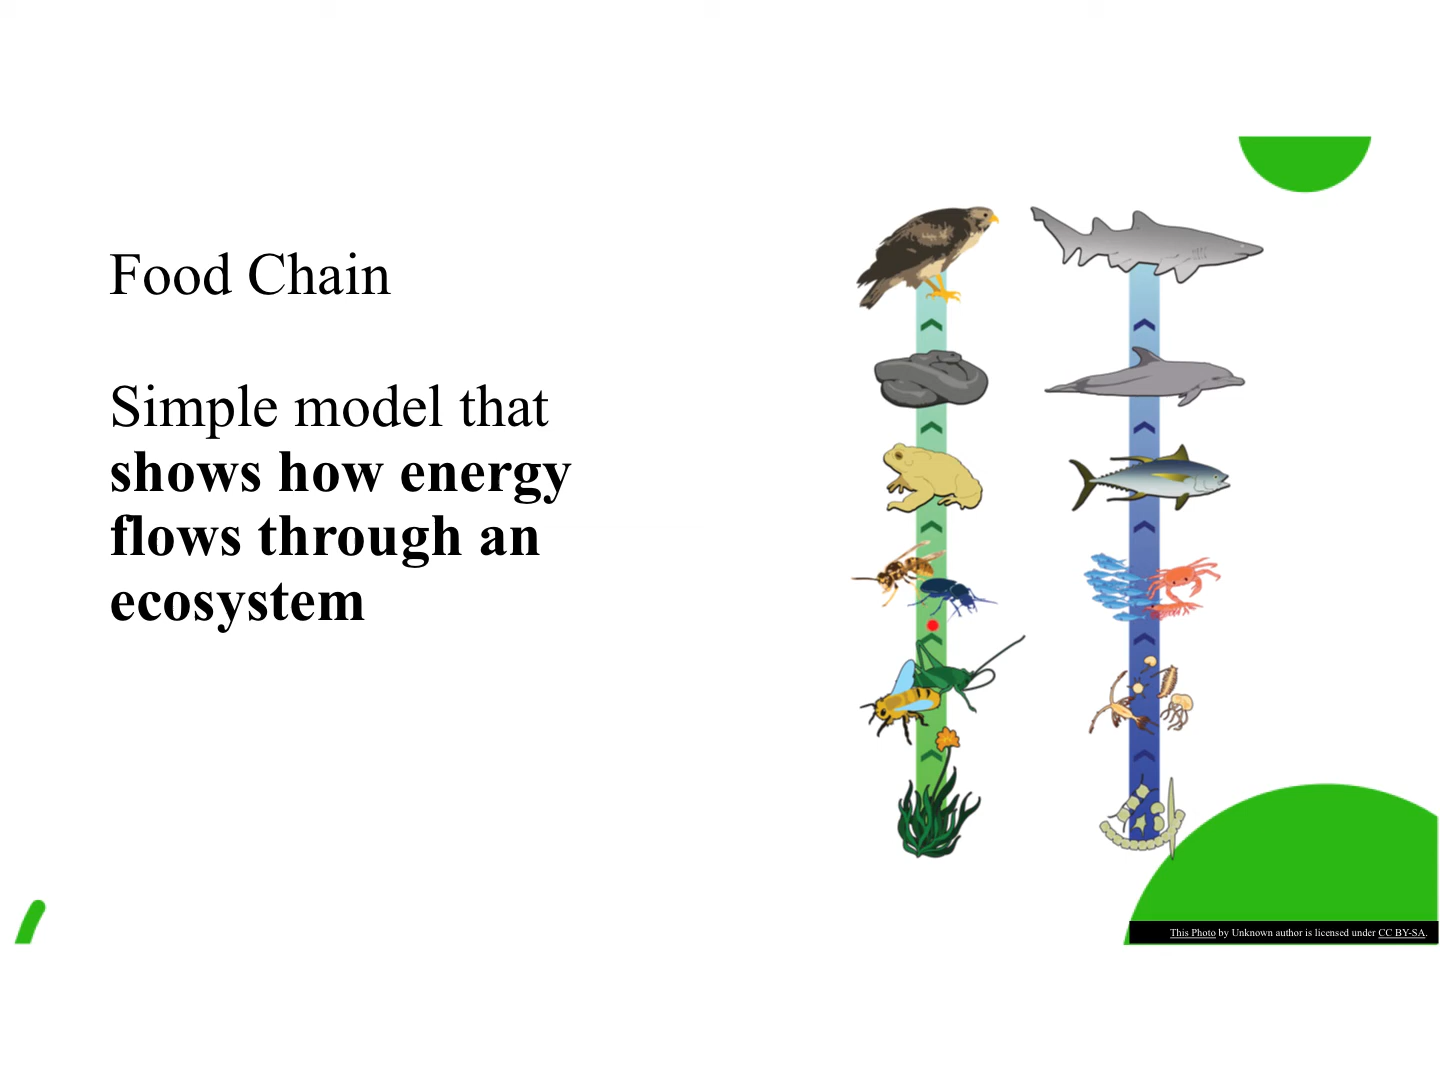 Food Chain
Simple model that
shows how energy
flows through an
ecosystem
This Photo by Unknown author is licensed under CC BY-SA.